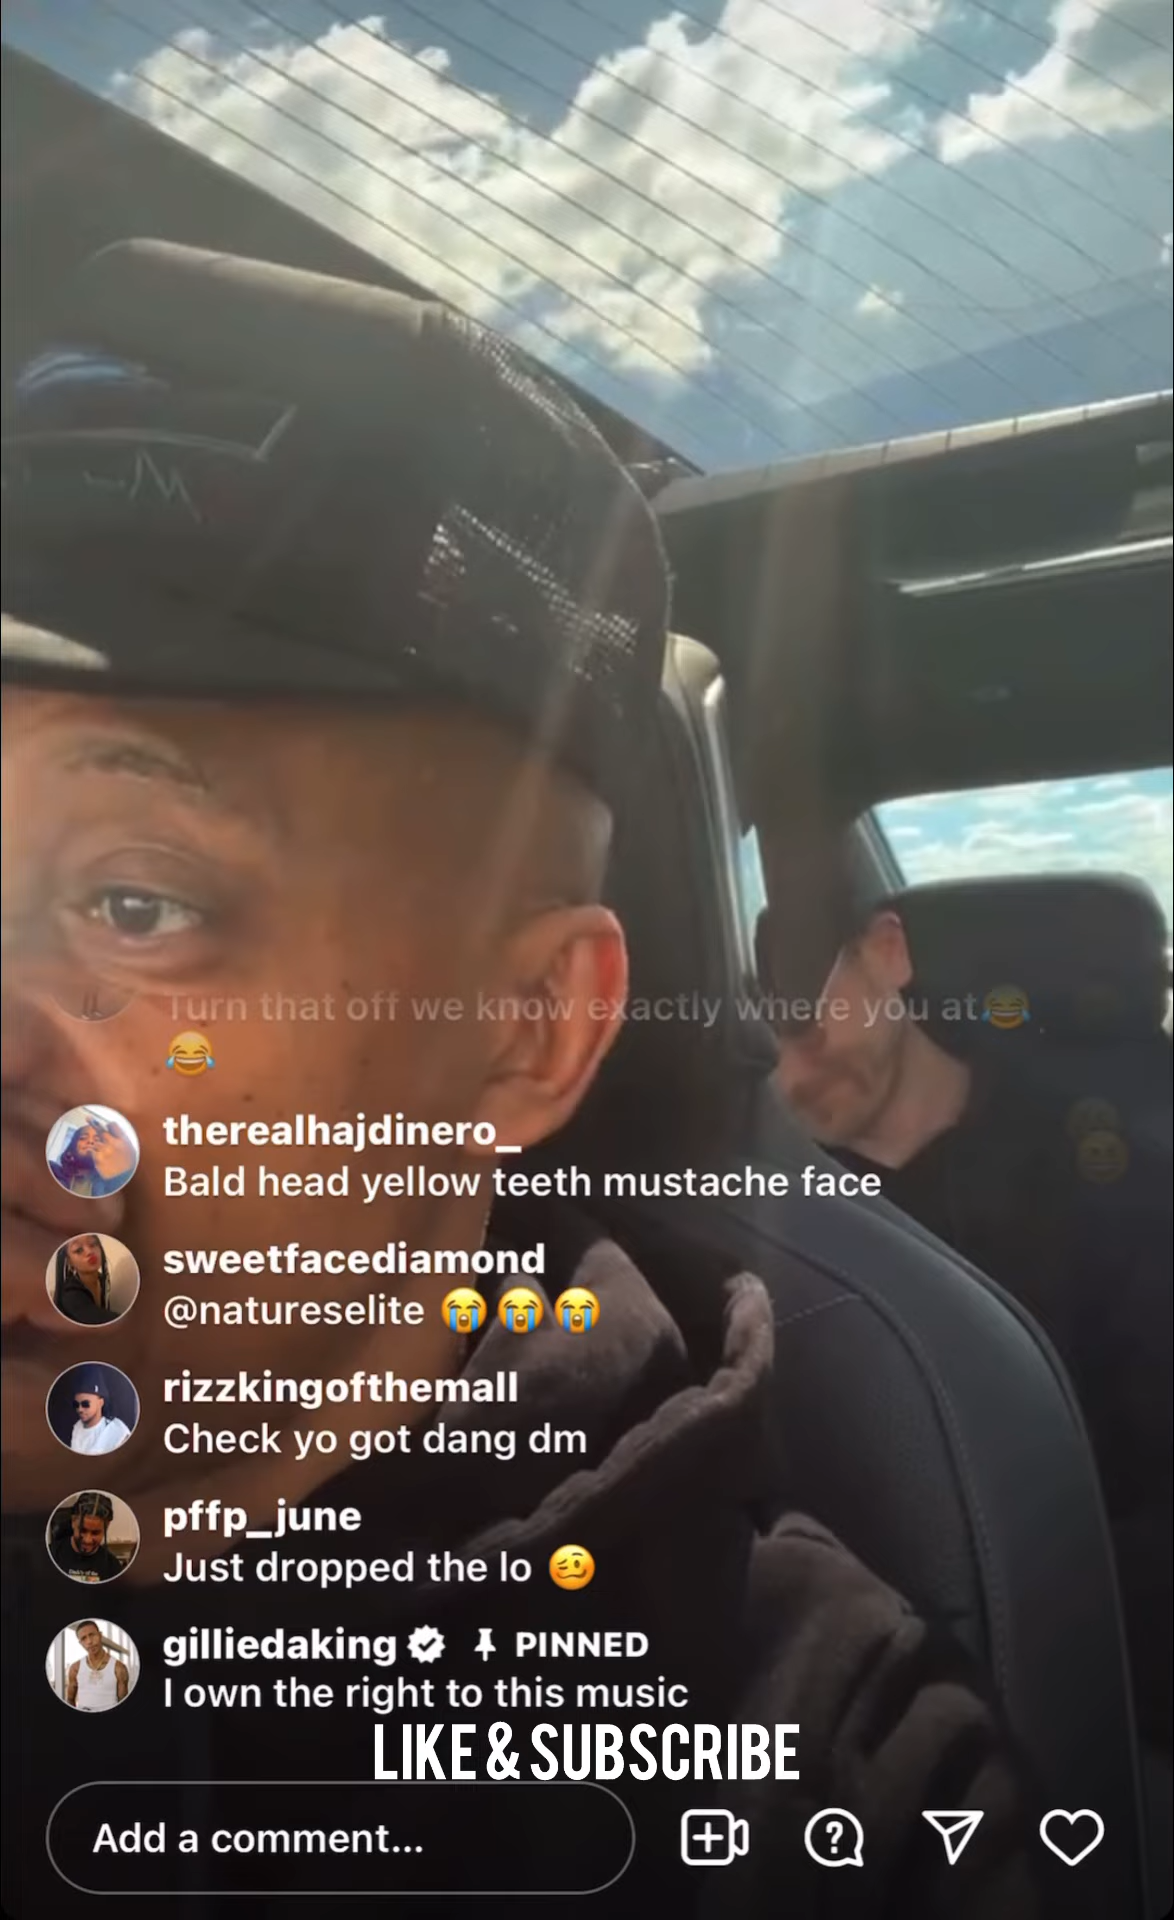 Turn that off we know exactly where you at😂
😂
therealhajdinero_
Bald head yellow teeth mustache face
sweetfacediamond
@natureselite 😭😭😭
rizzkingofthemall
Check yo got dang dm
pffp_june
Just dropped the lo 🥴
gilliedaking PINNED
I own the right to this music
LIKE & SUBSCRIBE
Add a comment...